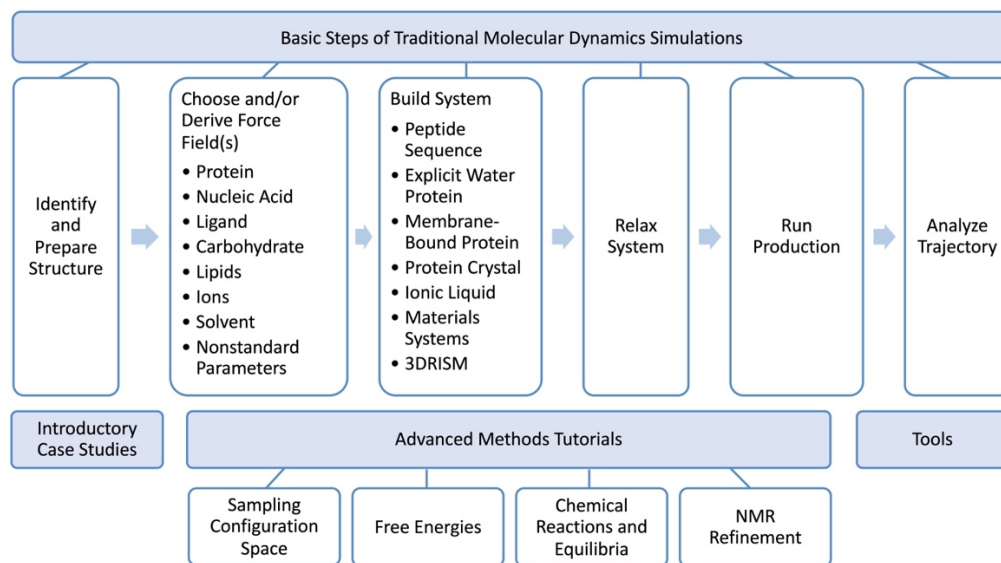 Basic Steps of Traditional Molecular Dynamics Simulations
Identify
and
Prepare
Structure
Choose and/or
Derive Force
Field(s)
• Protein
• Nucleic Acid
• Ligand
• Carbohydrate
• Lipids
• Ions
• Solvent
• Nonstandard
Parameters
Build System
• Peptide
Sequence
• Explicit Water
Protein
• Membrane-
Bound Protein
• Protein Crystal
• Ionic Liquid
• Materials
Systems
• 3DRISM
Relax
System
Run
Production
Analyze
Trajectory
Introductory
Case Studies
Advanced Methods Tutorials
Tools
Sampling
Configuration
Space
Free Energies
Chemical
Reactions and
Equilibria
NMR
Refinement